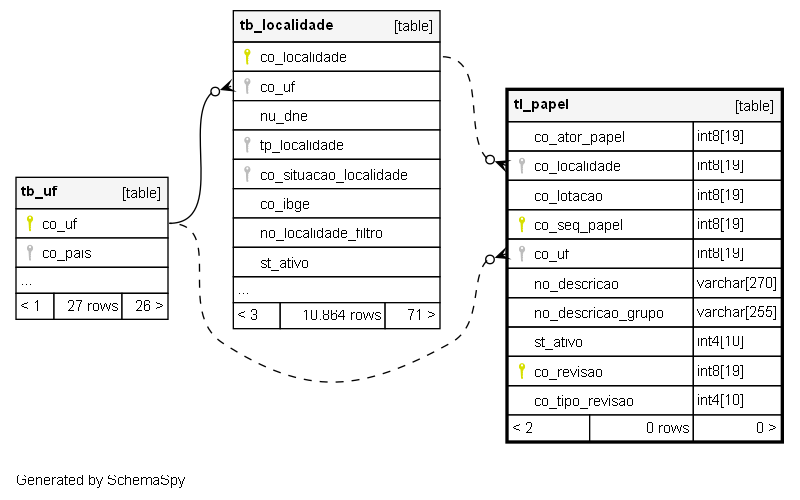 tb_localidade [table]
co_localidade
co_uf
nu_dne
tp_localidade
co_situacao_localidade
co_ibge
no_localidade_filtro
st_ativo
...
< 3 10.864 rows 71 >
tb_uf [table]
co_uf
co_pais
...
< 1 27 rows 26 >
tl_papel [table]
co_ator_papel int8[19]
co_localidade int8[19]
co_lotacao int8[19]
co_seq_papel int8[19]
co_uf int8[19]
no_descricao varchar[270]
no_descricao_grupo varchar[255]
st_ativo int4[10]
co_revisao int8[19]
co_tipo_revisao int4[10]
< 2 0 rows 0 >
Generated by SchemaSpy